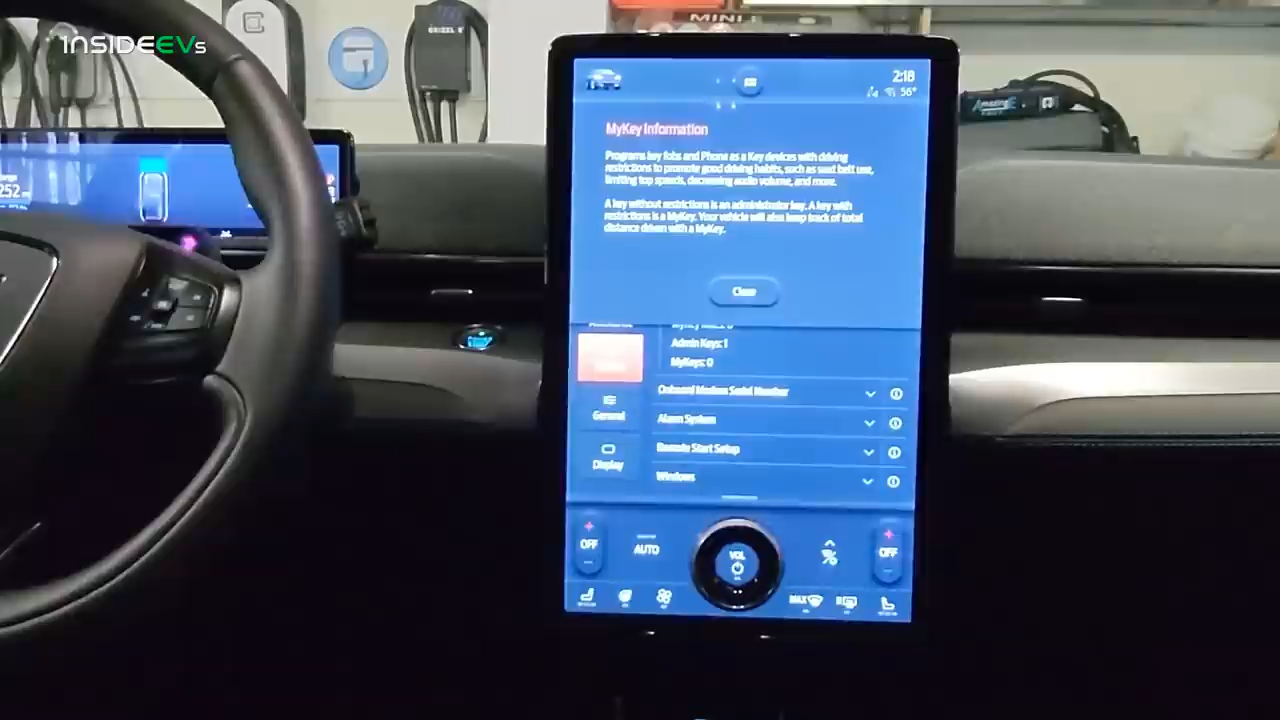 INSIDEEVs
MINI
2:18
56°
MyKey Information
Programs key fobs and Phone as a Key devices with driving
restrictions to promote good driving habits, such as seat belt use,
limiting top speeds, decreasing audio volume, and more.
A key without restrictions is an administrator key. A key with
restrictions is a MyKey. Your vehicle will also keep track of total
distance driven with a MyKey.
Close
252
Admin Keys: 1
MyKeys: 0
Onboard Modem Serial Number
General
Alarm System
Remote Start Setup
Display
Windows
OFF
AUTO
VOL
OFF
MAX
R